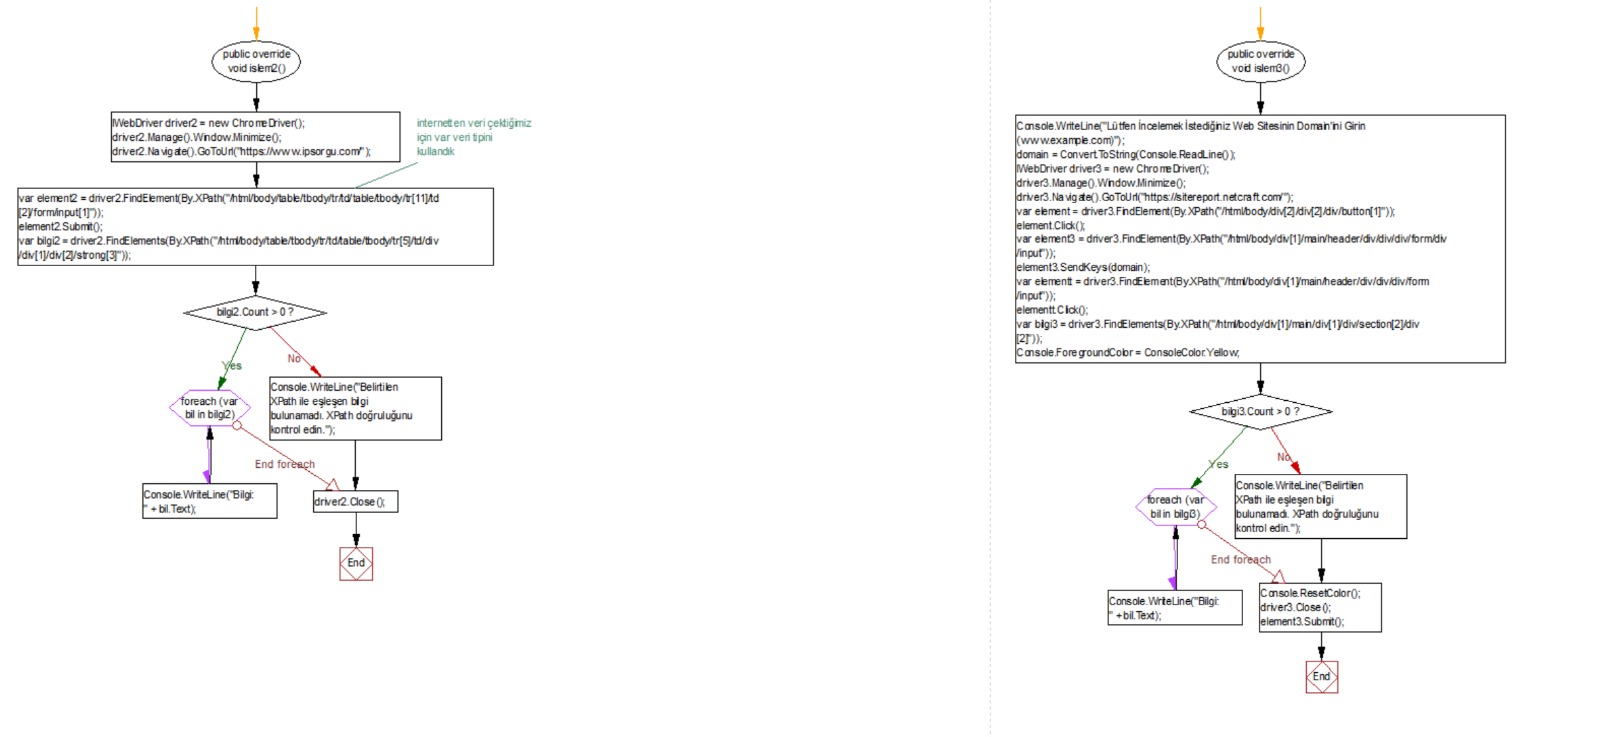 public override
void islem2()
IWebDriver driver2 = new ChromeDriver();
driver2.Manage().Window.Minimize();
driver2.Navigate().GoToUrl("https://www.ipsorgu.com/");
internetten veri çektiğimiz
için var veri tipini
kullandık
var element2 = driver2.FindElement(By.XPath("/html/body/table/tbody/tr/td/table/tbody/tr[11]/td
[2]/form/input[1]"));
element2.Submit();
var bilgi2 = driver2.FindElements(By.XPath("/html/body/table/tbody/tr/td/table/tbody/tr[5]/td/div
/div[1]/div[2]/strong[3]"));
bilgi2.Count > 0 ?
Yes
No
foreach (var
bil in bilgi2)
Console.WriteLine("Belirtilen
XPath ile eşleşen bilgi
bulunamadı. XPath doğruluğunu
kontrol edin.");
End foreach
Console.WriteLine("Bilgi:
" + bil.Text);
driver2.Close();
End
public override
void islem3()
Console.WriteLine("Lütfen İncelemek İstediğiniz Web Sitesinin Domain'ini Girin
(www.example.com)");
domain = Convert.ToString(Console.ReadLine());
IWebDriver driver3 = new ChromeDriver();
driver3.Manage().Window.Minimize();
driver3.Navigate().GoToUrl("https://sitereport.netcraft.com/");
var element = driver3.FindElement(By.XPath("/html/body/div[2]/div[2]/div/button[1]"));
element.Click();
var element3 = driver3.FindElement(By.XPath("/html/body/div[1]/main/header/div/div/div/form/div
/input"));
element3.SendKeys(domain);
var elementt = driver3.FindElement(By.XPath("/html/body/div[1]/main/header/div/div/div/form
/input"));
elementt.Click();
var bilgi3 = driver3.FindElements(By.XPath("/html/body/div[1]/main/div[1]/div/section[2]/div
[2]"));
Console.ForegroundColor = ConsoleColor.Yellow;
bilgi3.Count > 0 ?
Yes
No
foreach (var
bil in bilgi3)
Console.WriteLine("Belirtilen
XPath ile eşleşen bilgi
bulunamadı. XPath doğruluğunu
kontrol edin.");
End foreach
Console.WriteLine("Bilgi:
" + bil.Text);
Console.ResetColor();
driver3.Close();
element3.Submit();
End